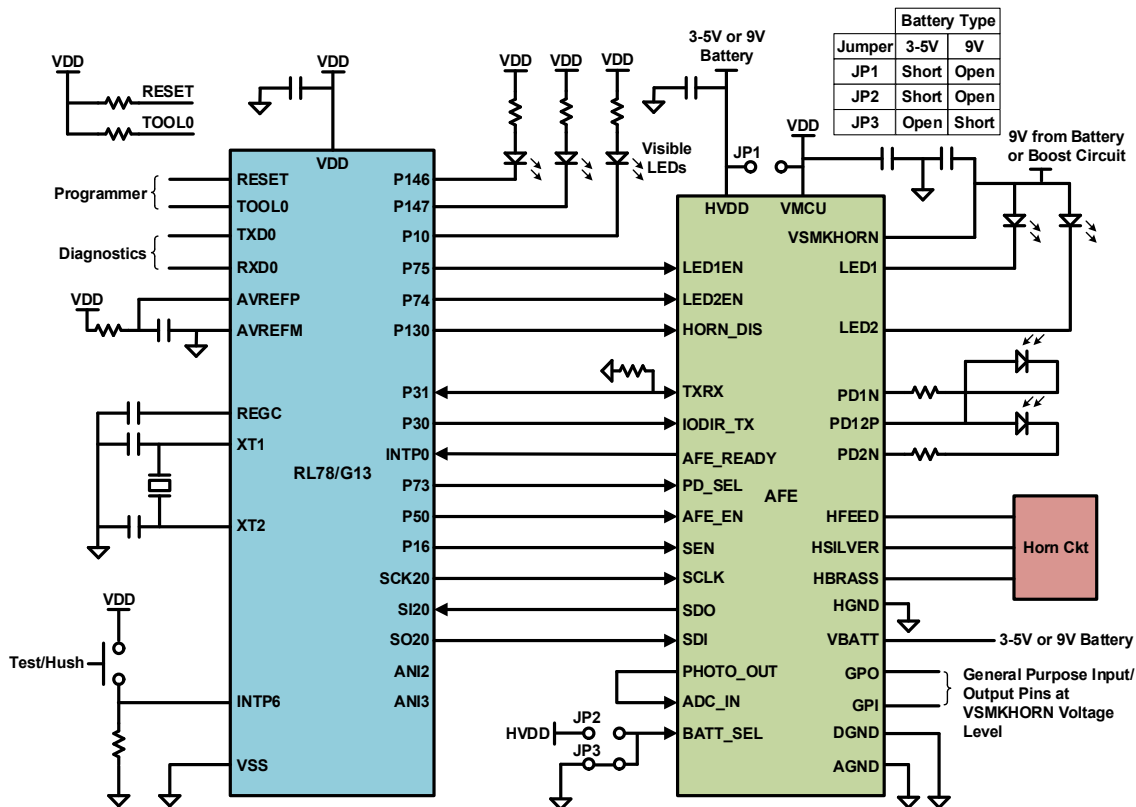 Battery Type
Jumper 3-5V 9V
JP1 Short Open
JP2 Short Open
JP3 Open Short
VDD
RESET
TOOL0
VDD
VDD
VDD
VDD
3-5V or 9V
Battery
VDD
9V from Battery
or Boost Circuit
Visible
LEDs
JP1
Programmer
Diagnostics
VDD
VDD
Test/Hush
VDD
RESET
TOOL0
TXD0
RXD0
AVREFP
AVREFM
REGC
XT1
XT2
INTP6
VSS
RL78/G13
P146
P147
P10
P75
P74
P130
P31
P30
INTP0
P73
P50
P16
SCK20
SI20
SO20
ANI2
ANI3
HVDD
JP2
JP3
HVDD
VMCU
LED1EN
LED2EN
HORN_DIS
TXRX
IODIR_TX
AFE_READY
PD_SEL
AFE_EN
SEN
SCLK
SDO
SDI
PHOTO_OUT
ADC_IN
BATT_SEL
AFE
VSMKHORN
LED1
LED2
PD1N
PD12P
PD2N
HFEED
HSILVER
HBRASS
HGND
VBATT
GPO
GPI
DGND
AGND
Horn Ckt
3-5V or 9V Battery
General Purpose Input/
Output Pins at
VSMKHORN Voltage
Level